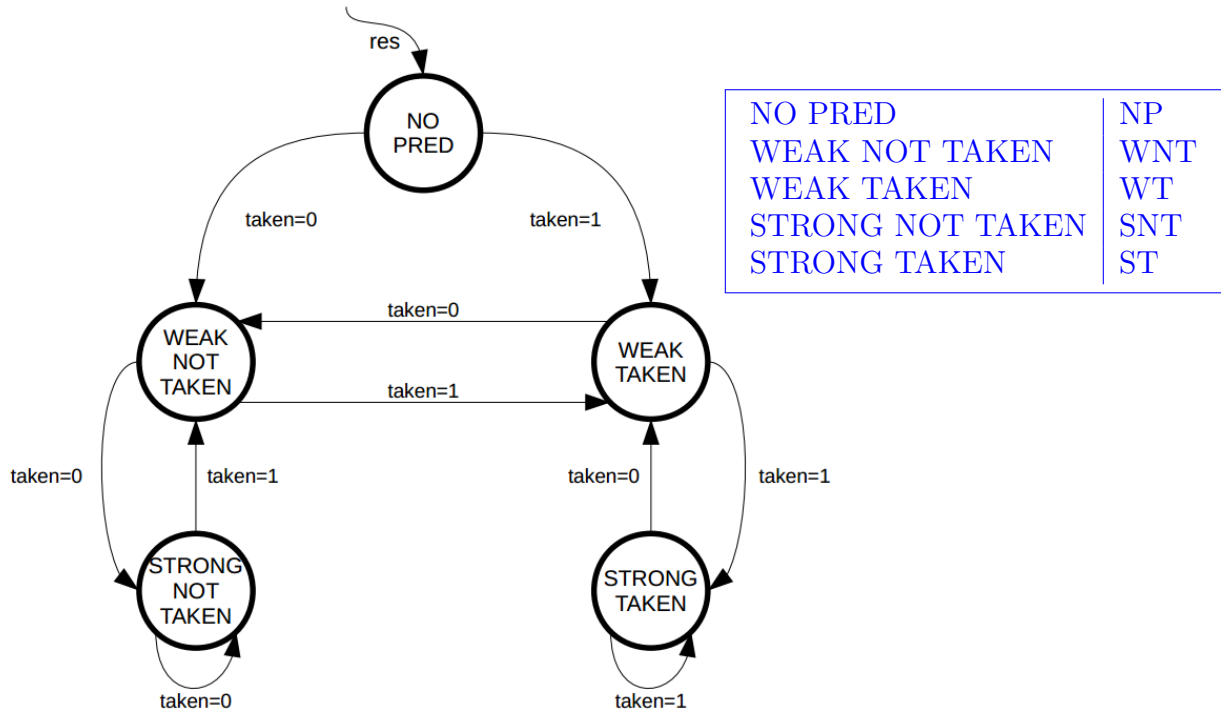 res
NO
PRED
NO PRED NP
WEAK NOT TAKEN WNT
WEAK TAKEN WT
STRONG NOT TAKEN SNT
STRONG TAKEN ST
taken=0
taken=1
WEAK
NOT
TAKEN
taken=0
taken=1
WEAK
TAKEN
taken=0
taken=1
taken=0
taken=1
STRONG
NOT
TAKEN
STRONG
TAKEN
taken=0
taken=1